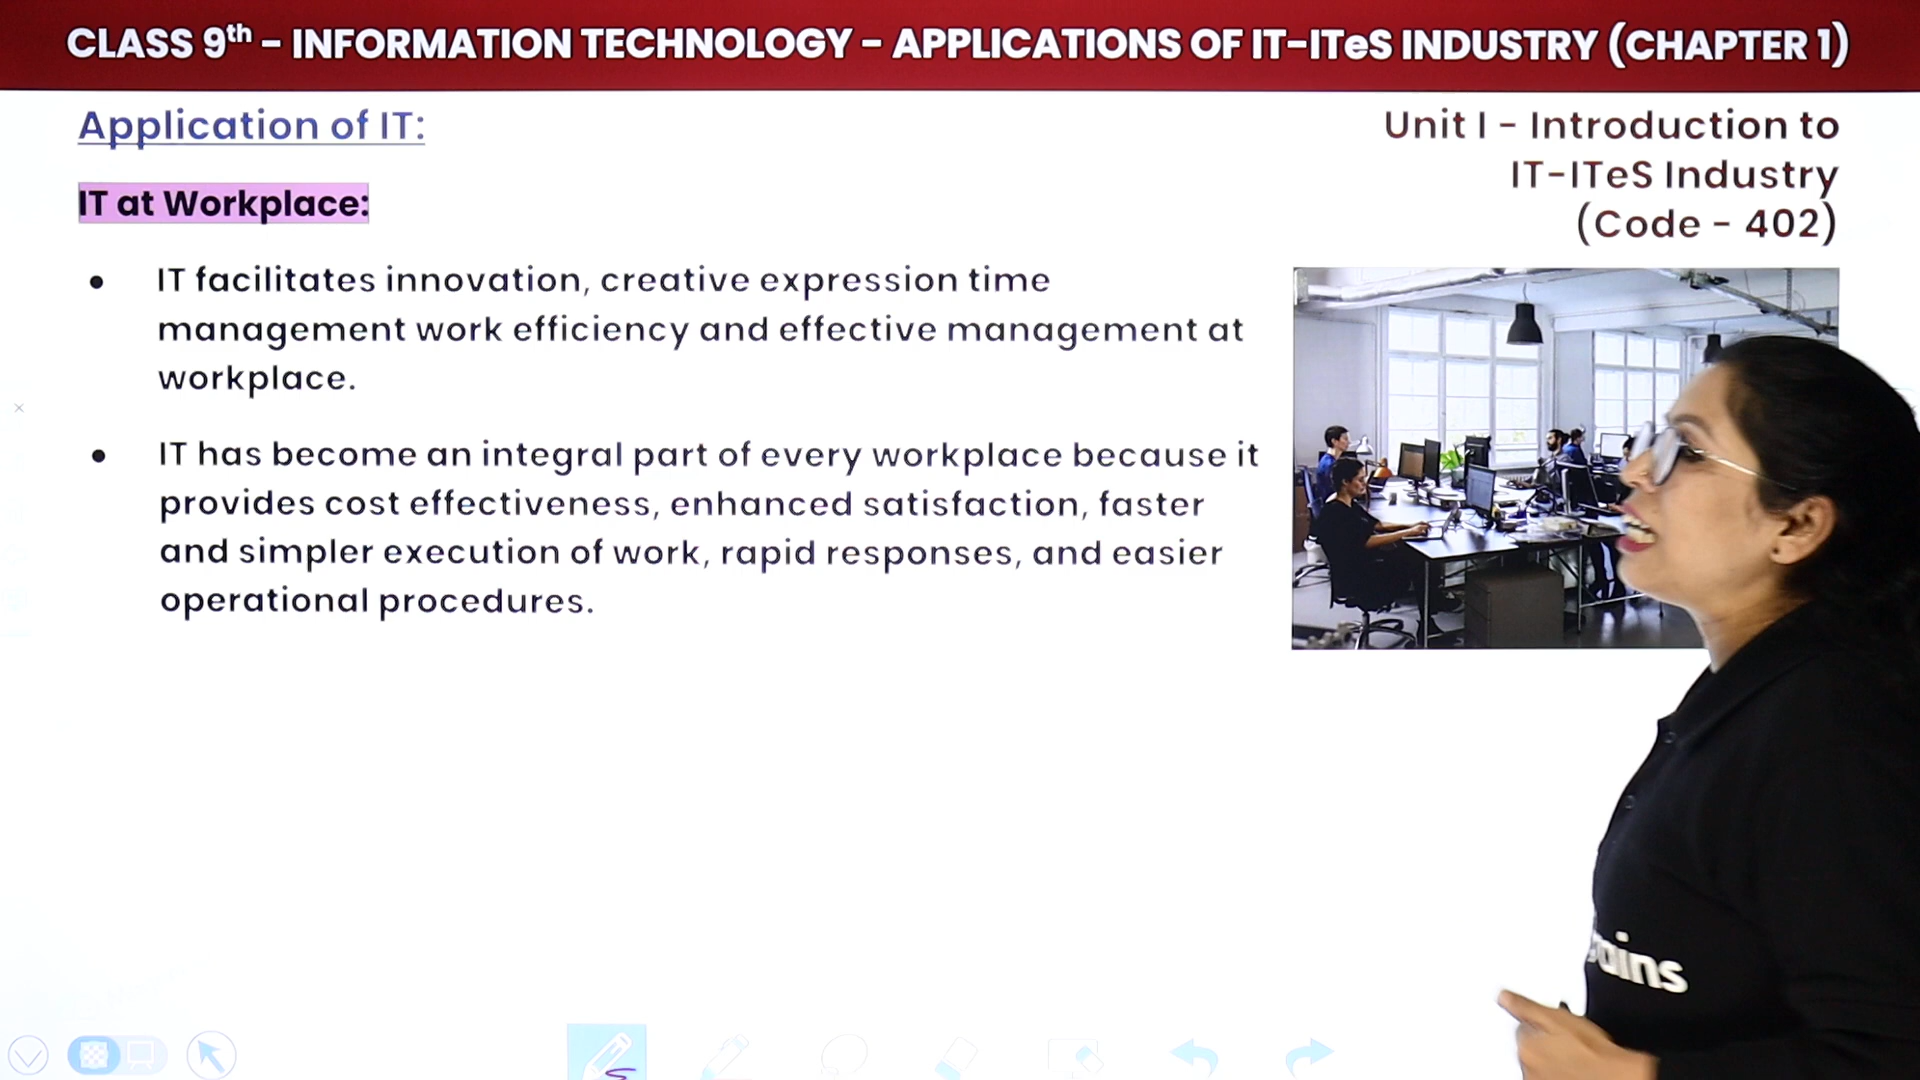 CLASS 9th - INFORMATION TECHNOLOGY - APPLICATIONS OF IT-ITeS INDUSTRY (CHAPTER 1)
Application of IT:
Unit I - Introduction to
IT-ITeS Industry
(Code - 402)
IT at Workplace:
● IT facilitates innovation, creative expression time
management work efficiency and effective management at
workplace.
● IT has become an integral part of every workplace because it
provides cost effectiveness, enhanced satisfaction, faster
and simpler execution of work, rapid responses, and easier
operational procedures.